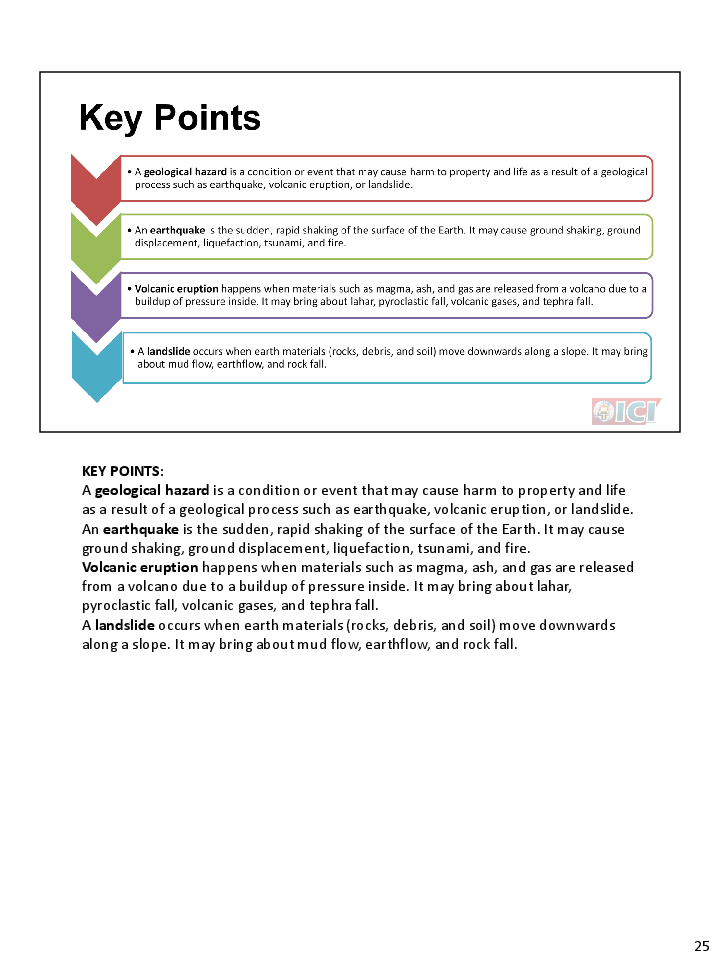 Key Points
• A geological hazard is a condition or event that may cause harm to property and life as a result of a geological
process such as earthquake, volcanic eruption, or landslide.
• An earthquake is the sudden, rapid shaking of the surface of the Earth. It may cause ground shaking, ground
displacement, liquefaction, tsunami, and fire.
• Volcanic eruption happens when materials such as magma, ash, and gas are released from a volcano due to a
buildup of pressure inside. It may bring about lahar, pyroclastic fall, volcanic gases, and tephra fall.
• A landslide occurs when earth materials (rocks, debris, and soil) move downwards along a slope. It may bring
about mud flow, earthflow, and rock fall.
ICI
KEY POINTS:
A geological hazard is a condition or event that may cause harm to property and life
as a result of a geological process such as earthquake, volcanic eruption, or landslide.
An earthquake is the sudden, rapid shaking of the surface of the Earth. It may cause
ground shaking, ground displacement, liquefaction, tsunami, and fire.
Volcanic eruption happens when materials such as magma, ash, and gas are released
from a volcano due to a buildup of pressure inside. It may bring about lahar,
pyroclastic fall, volcanic gases, and tephra fall.
A landslide occurs when earth materials (rocks, debris, and soil) move downwards
along a slope. It may bring about mud flow, earthflow, and rock fall.
25